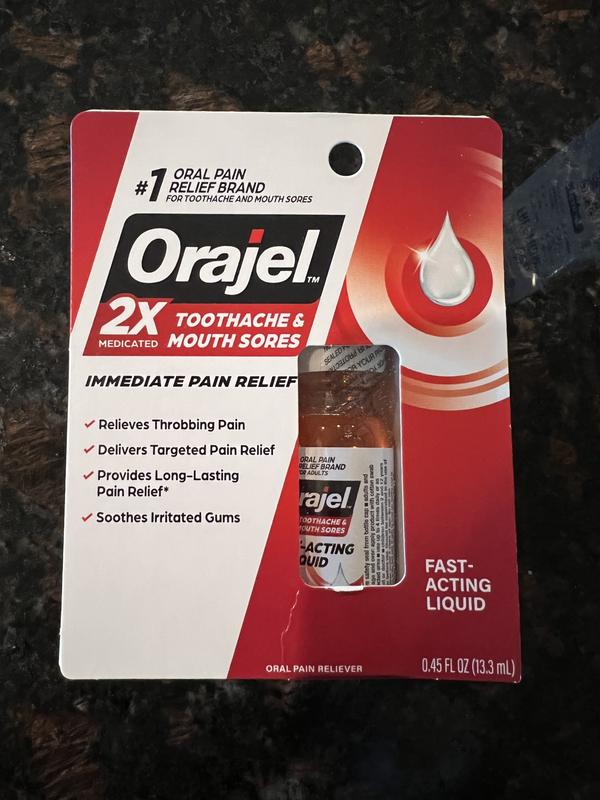 #1 ORAL PAIN
RELIEF BRAND
FOR TOOTHACHE AND MOUTH SORES
Orajel™
2X
MEDICATED
TOOTHACHE &
MOUTH SORES
IMMEDIATE PAIN RELIEF
✓ Relieves Throbbing Pain
✓ Delivers Targeted Pain Relief
✓ Provides Long-Lasting
Pain Relief*
✓ Soothes Irritated Gums
ORAL PAIN
RELIEF BRAND
FOR ADULTS
rajel™
TOOTHACHE &
MOUTH SORES
-ACTING
QUID
FAST-
ACTING
LIQUID
ORAL PAIN RELIEVER
0.45 FL OZ (13.3 mL)